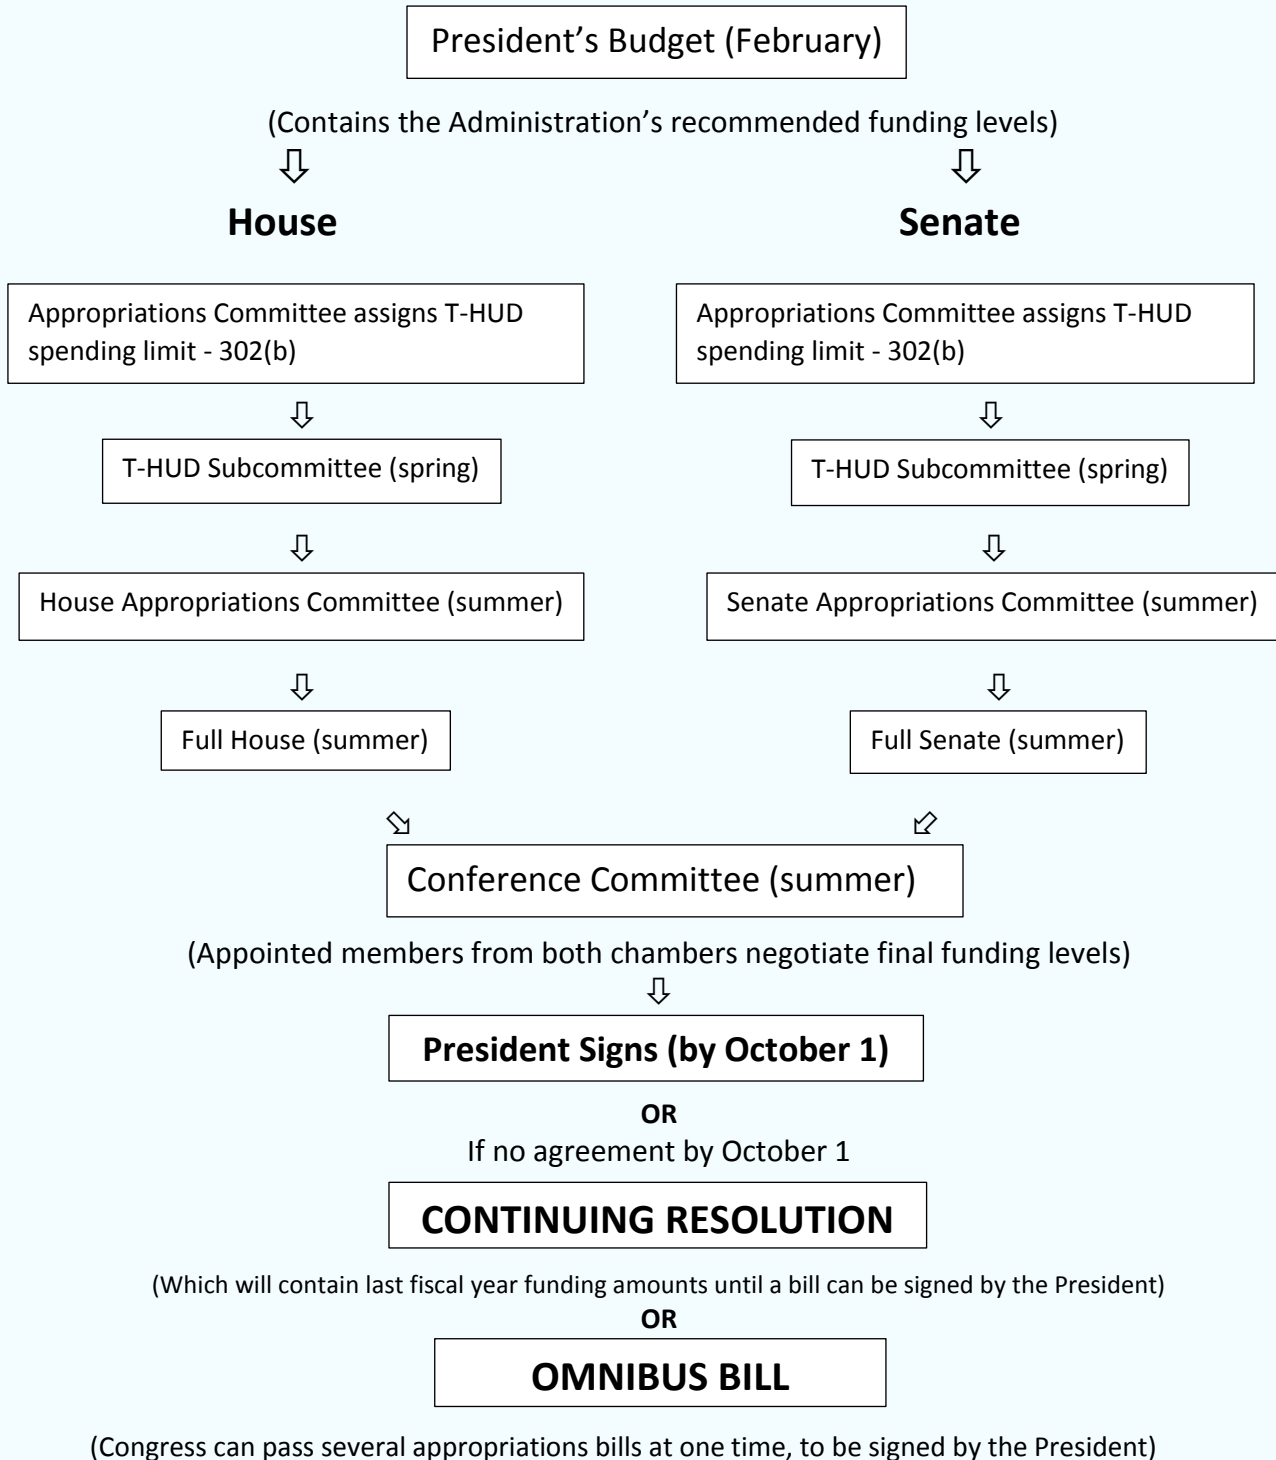 President’s Budget (February)
(Contains the Administration’s recommended funding levels)
House
Senate
Appropriations Committee assigns T-HUD
spending limit - 302(b)
Appropriations Committee assigns T-HUD
spending limit - 302(b)
T-HUD Subcommittee (spring)
T-HUD Subcommittee (spring)
House Appropriations Committee (summer)
Senate Appropriations Committee (summer)
Full House (summer)
Full Senate (summer)
Conference Committee (summer)
(Appointed members from both chambers negotiate final funding levels)
President Signs (by October 1)
OR
If no agreement by October 1
CONTINUING RESOLUTION
(Which will contain last fiscal year funding amounts until a bill can be signed by the President)
OR
OMNIBUS BILL
(Congress can pass several appropriations bills at one time, to be signed by the President)